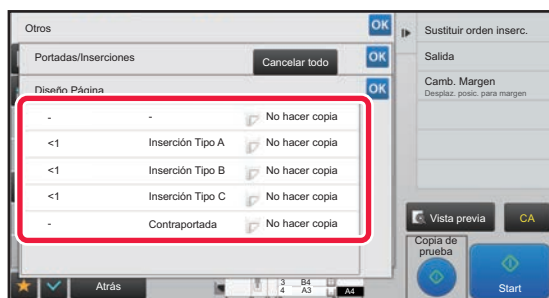 Otros
OK
Portadas/Inserciones
Cancelar todo
OK
Diseño Página
OK
- - No hacer copia
<1 Inserción Tipo A No hacer copia
<1 Inserción Tipo B No hacer copia
<1 Inserción Tipo C No hacer copia
- Contraportada No hacer copia
Atrás
3 B4
4 A3
A4
Sustituir orden inserc.
Salida
Camb. Margen
Desplaz. posic. para margen
Vista previa
CA
Copia de
prueba
Start